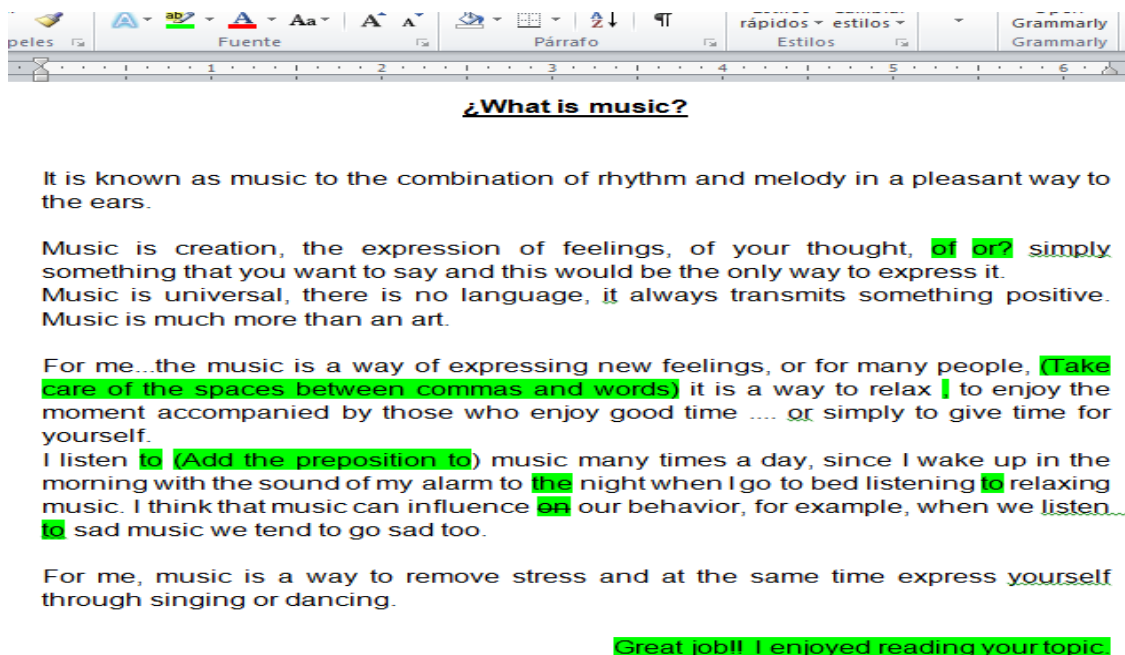 Aa
A A
rápidos estilos
Grammarly
peles Fuente Párrafo Estilos Grammarly
1 2 3 4 5 6
¿What is music?
It is known as music to the combination of rhythm and melody in a pleasant way to
the ears.
Music is creation, the expression of feelings, of your thought, of or? simply
something that you want to say and this would be the only way to express it.
Music is universal, there is no language, it always transmits something positive.
Music is much more than an art.
For me...the music is a way of expressing new feelings, or for many people, (Take
care of the spaces between commas and words) it is a way to relax , to enjoy the
moment accompanied by those who enjoy good time .... or simply to give time for
yourself.
I listen to (Add the preposition to) music many times a day, since I wake up in the
morning with the sound of my alarm to the night when I go to bed listening to relaxing
music. I think that music can influence on our behavior, for example, when we listen
to sad music we tend to go sad too.
For me, music is a way to remove stress and at the same time express yourself
through singing or dancing.
Great job!! I enjoyed reading your topic.